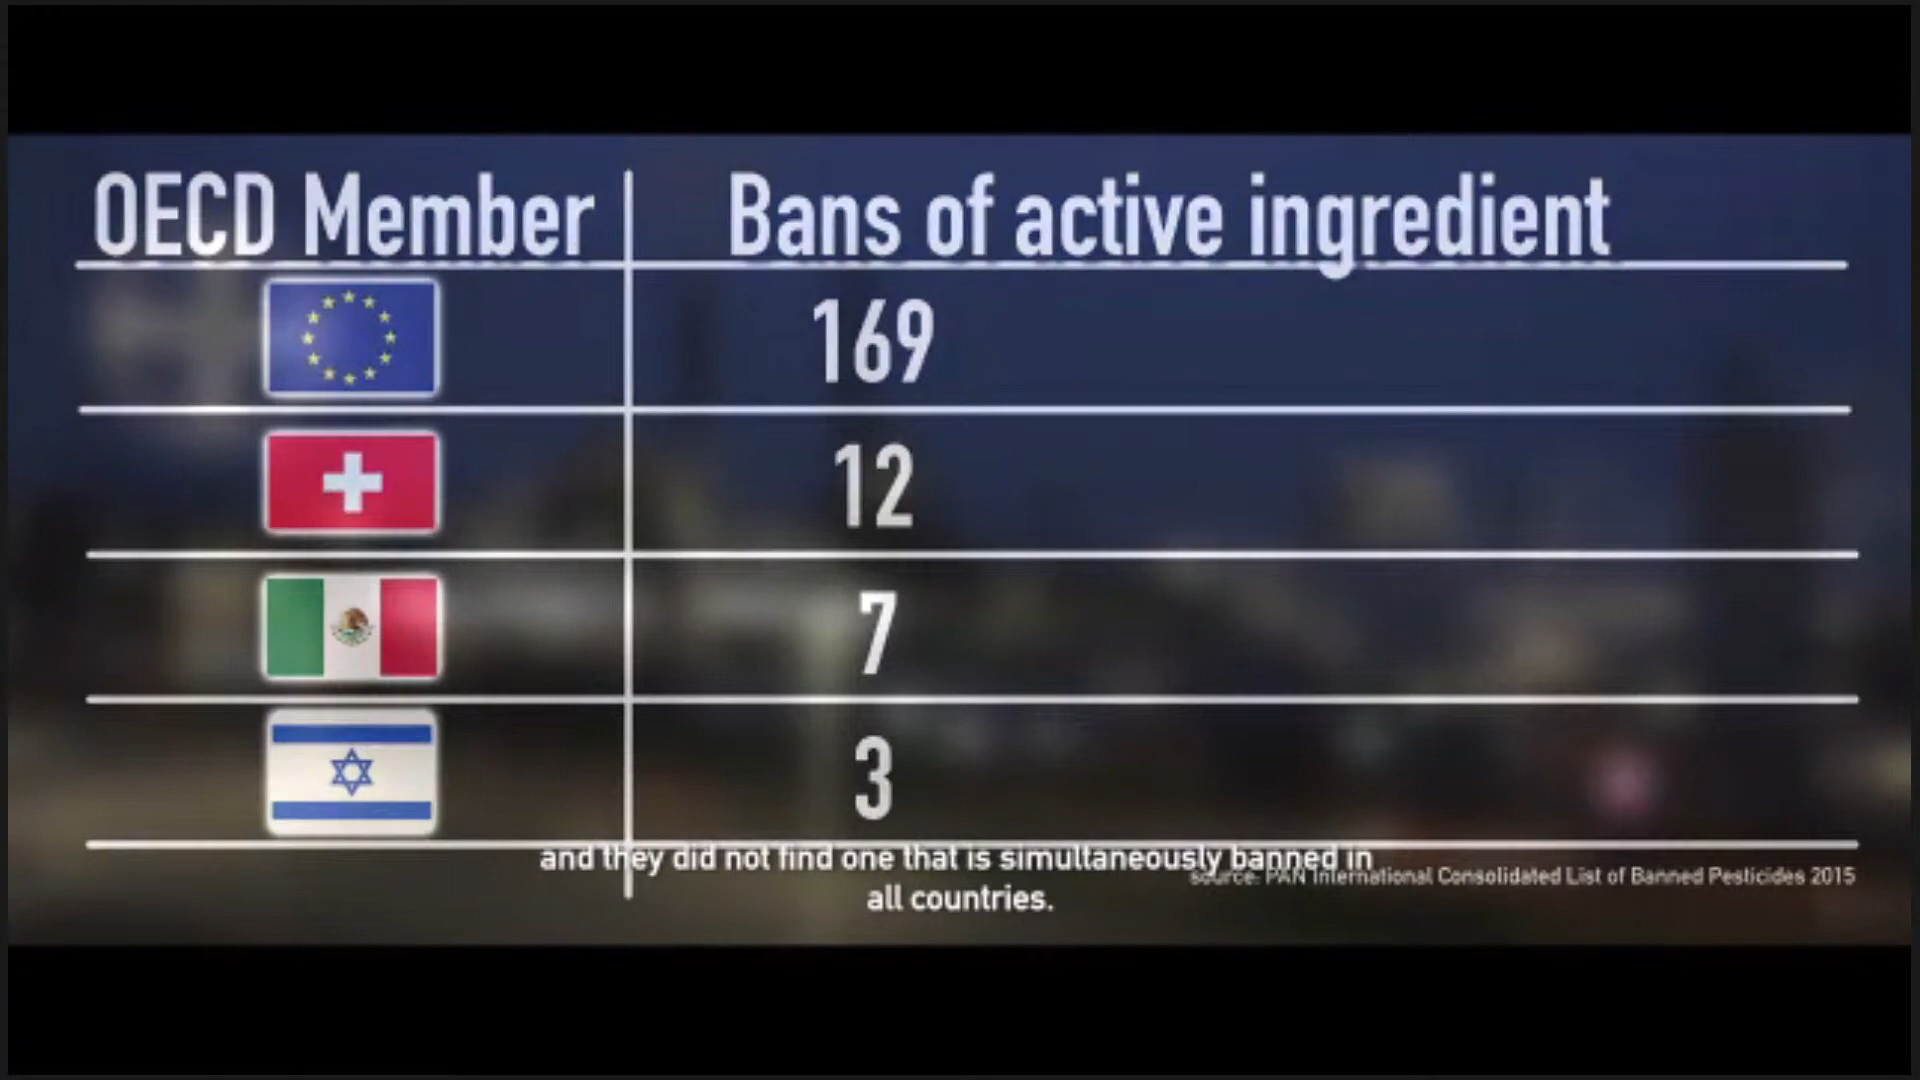 OECD Member
Bans of active ingredient
169
12
7
3
and they did not find one that is simultaneously banned in
all countries.
source: PAN International Consolidated List of Banned Pesticides 2015